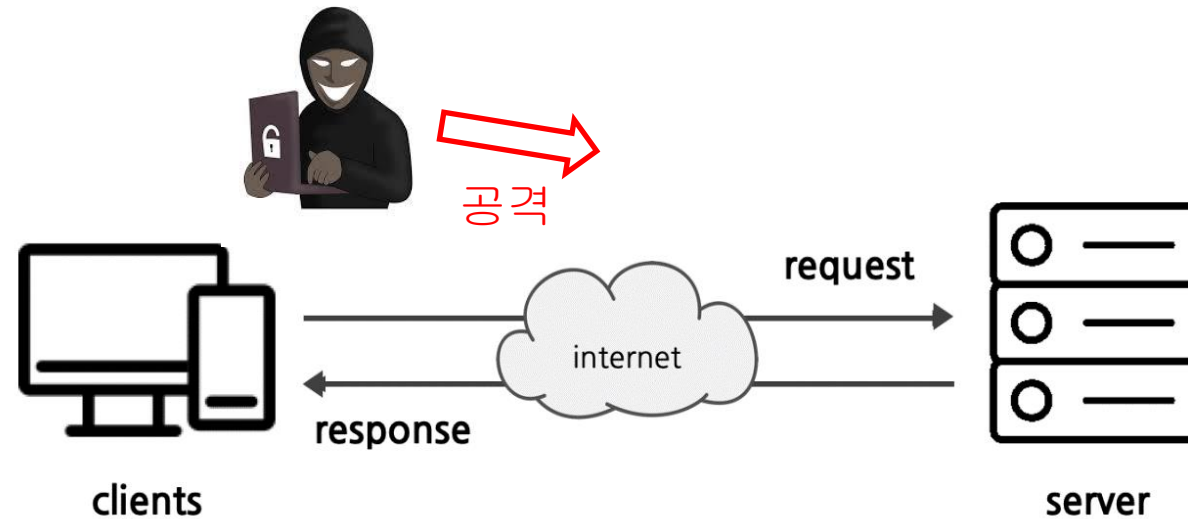 공격
request
internet
response
clients
server